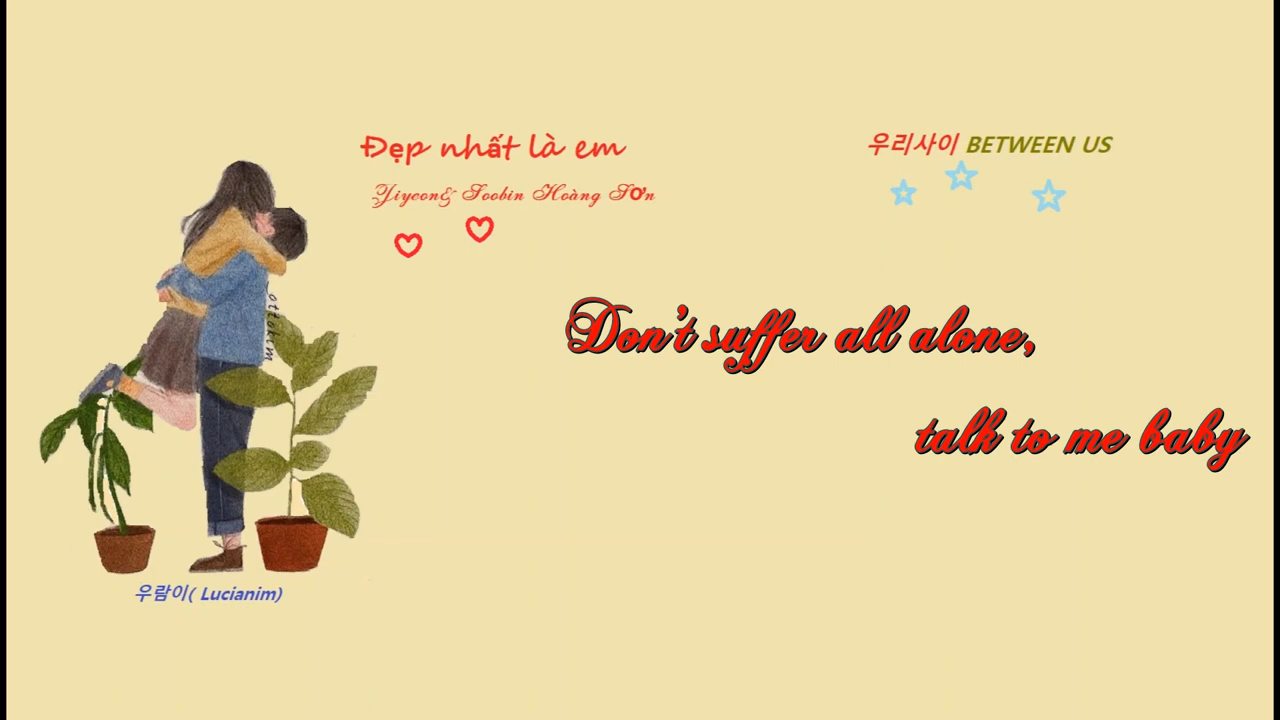 Đẹp nhất là em
우리사이 BETWEEN US
Yiyeon& Soobin Hoàng Sơn
Don't suffer all alone,
talk to me baby
우람이( Lucianim)